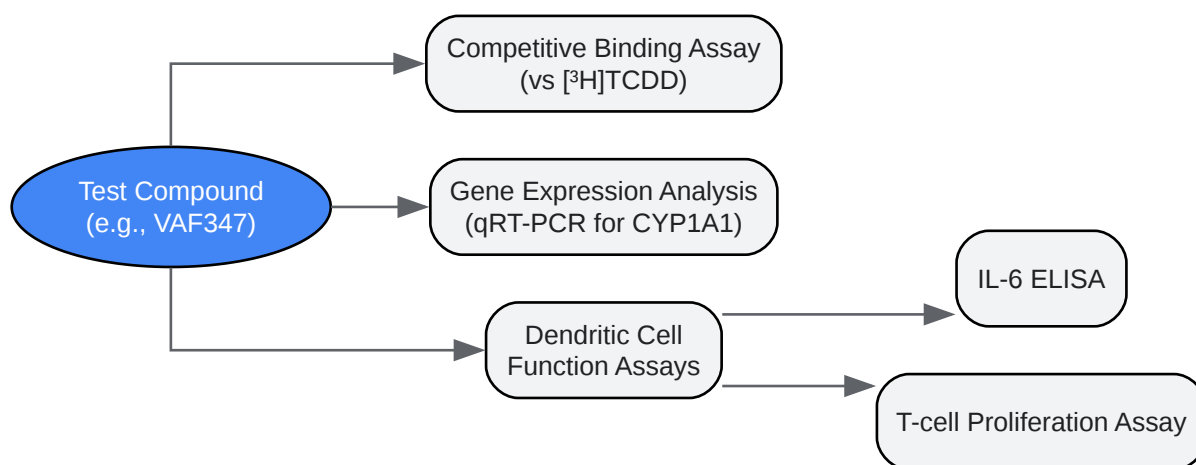 Competitive Binding Assay
(vs [³H]TCDD)
Test Compound
(e.g., VAF347)
Gene Expression Analysis
(qRT-PCR for CYP1A1)
IL-6 ELISA
Dendritic Cell
Function Assays
T-cell Proliferation Assay